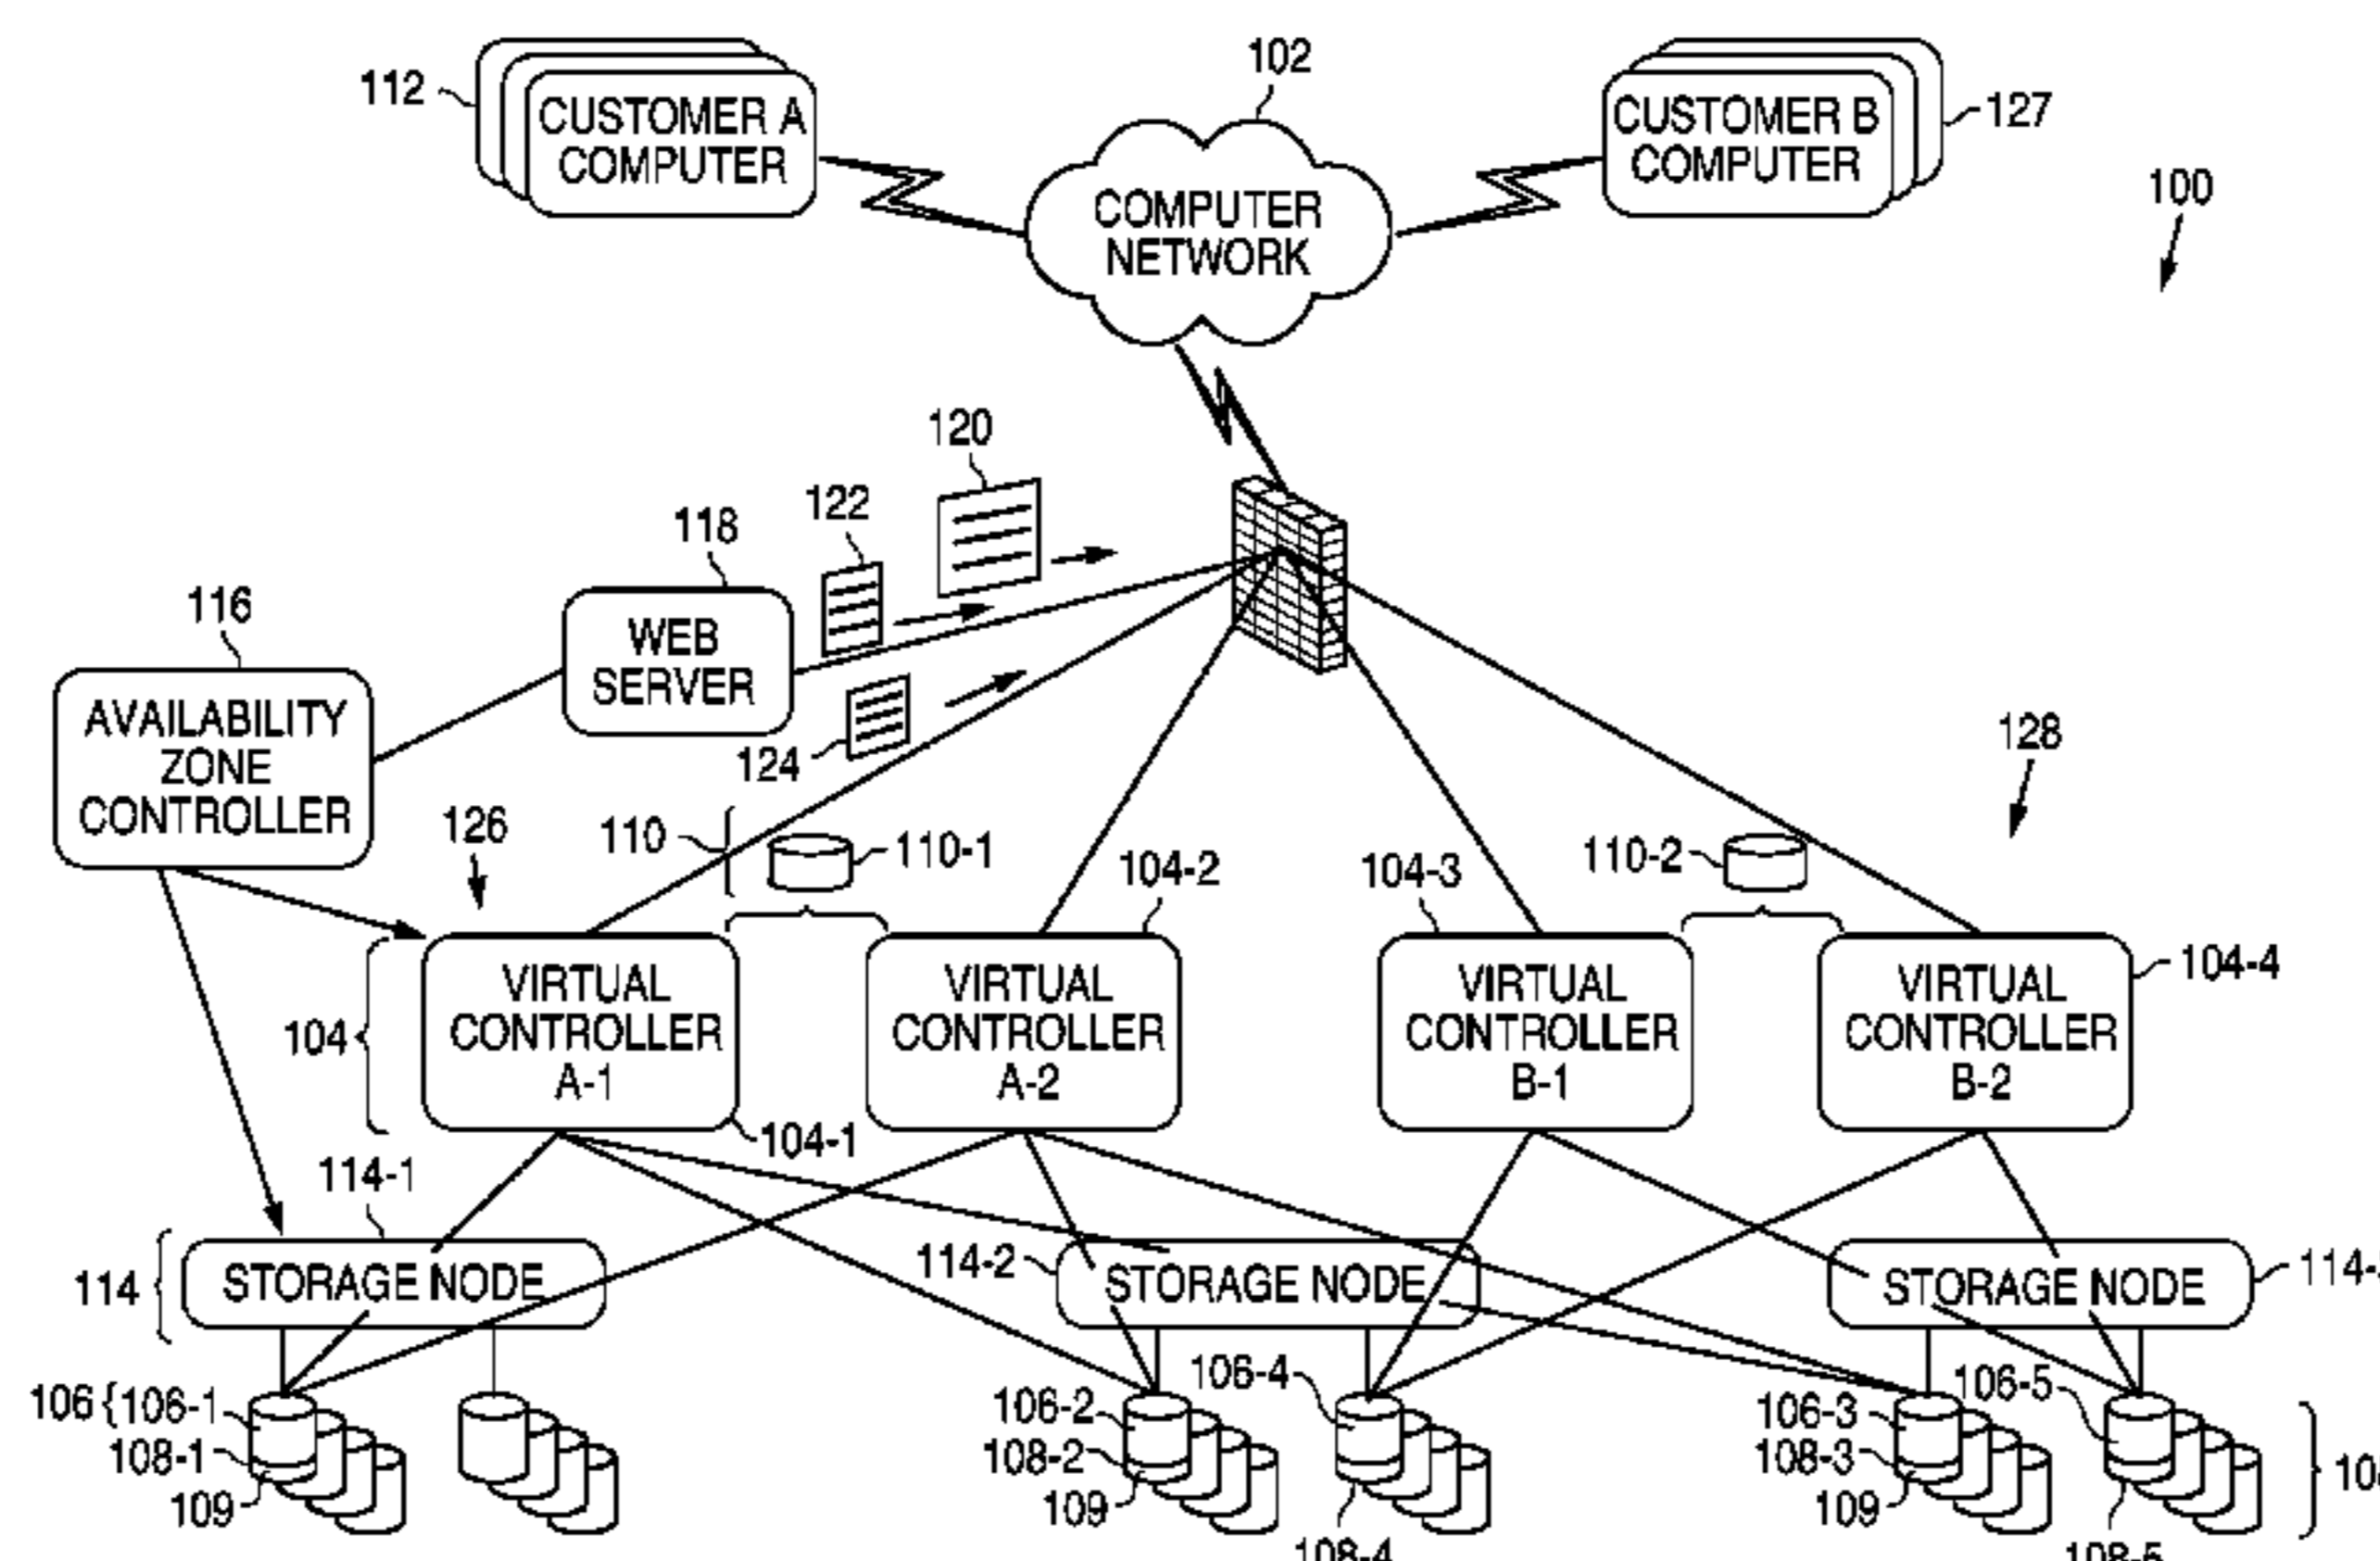 102
112
CUSTOMER A
COMPUTER
CUSTOMER B
COMPUTER
127
COMPUTER
NETWORK
100
120
122
118
116
WEB
SERVER
AVAILABILITY
ZONE
CONTROLLER
124
128
126
110
110-1
110-2
104-2
104-3
104
VIRTUAL
CONTROLLER
A-1
VIRTUAL
CONTROLLER
A-2
VIRTUAL
CONTROLLER
B-1
VIRTUAL
CONTROLLER
B-2
104-4
104-1
114-1
114
STORAGE NODE
114-2
STORAGE NODE
STORAGE NODE
106
106-1
108-1
109
106-2
108-2
109
106-4
108-4
106-3
108-3
109
106-5
108-5